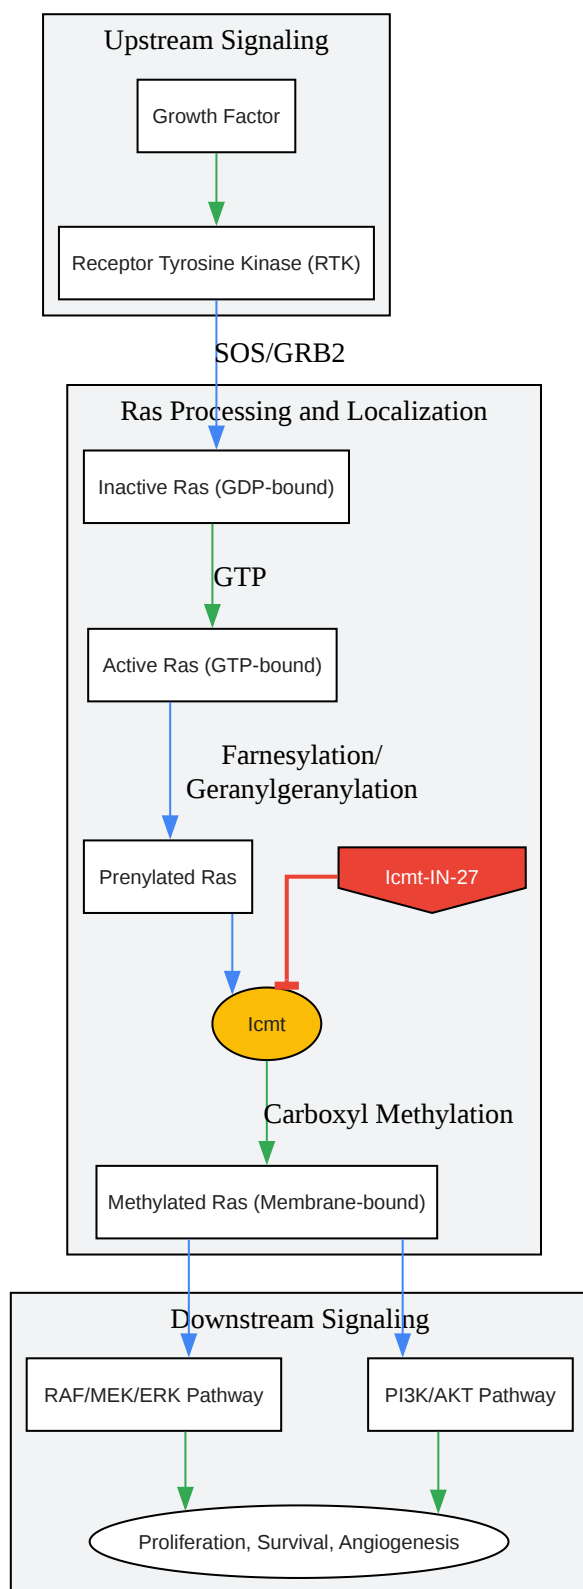 Upstream Signaling
Growth Factor
Receptor Tyrosine Kinase (RTK)
SOS/GRB2
Ras Processing and Localization
Inactive Ras (GDP-bound)
GTP
Active Ras (GTP-bound)
Farnesylation/
Geranylgeranylation
Prenylated Ras
Icmt-IN-27
Icmt
Carboxyl Methylation
Methylated Ras (Membrane-bound)
Downstream Signaling
RAF/MEK/ERK Pathway
PI3K/AKT Pathway
Proliferation, Survival, Angiogenesis